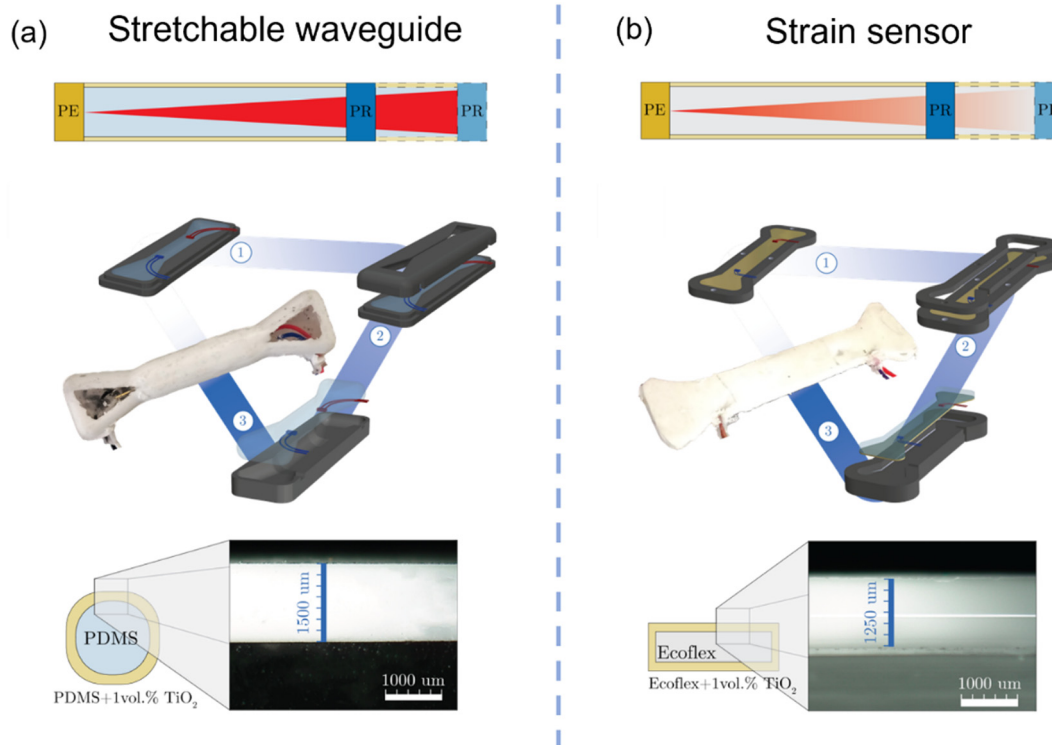 (a) Stretchable waveguide
PE
PR
PR
1
2
3
1500 um
1000 um
PDMS
PDMS+1vol.% TiO₂
(b) Strain sensor
PE
PR
P
1
2
3
1250 um
1000 um
Ecoflex
Ecoflex+1vol.% TiO₂